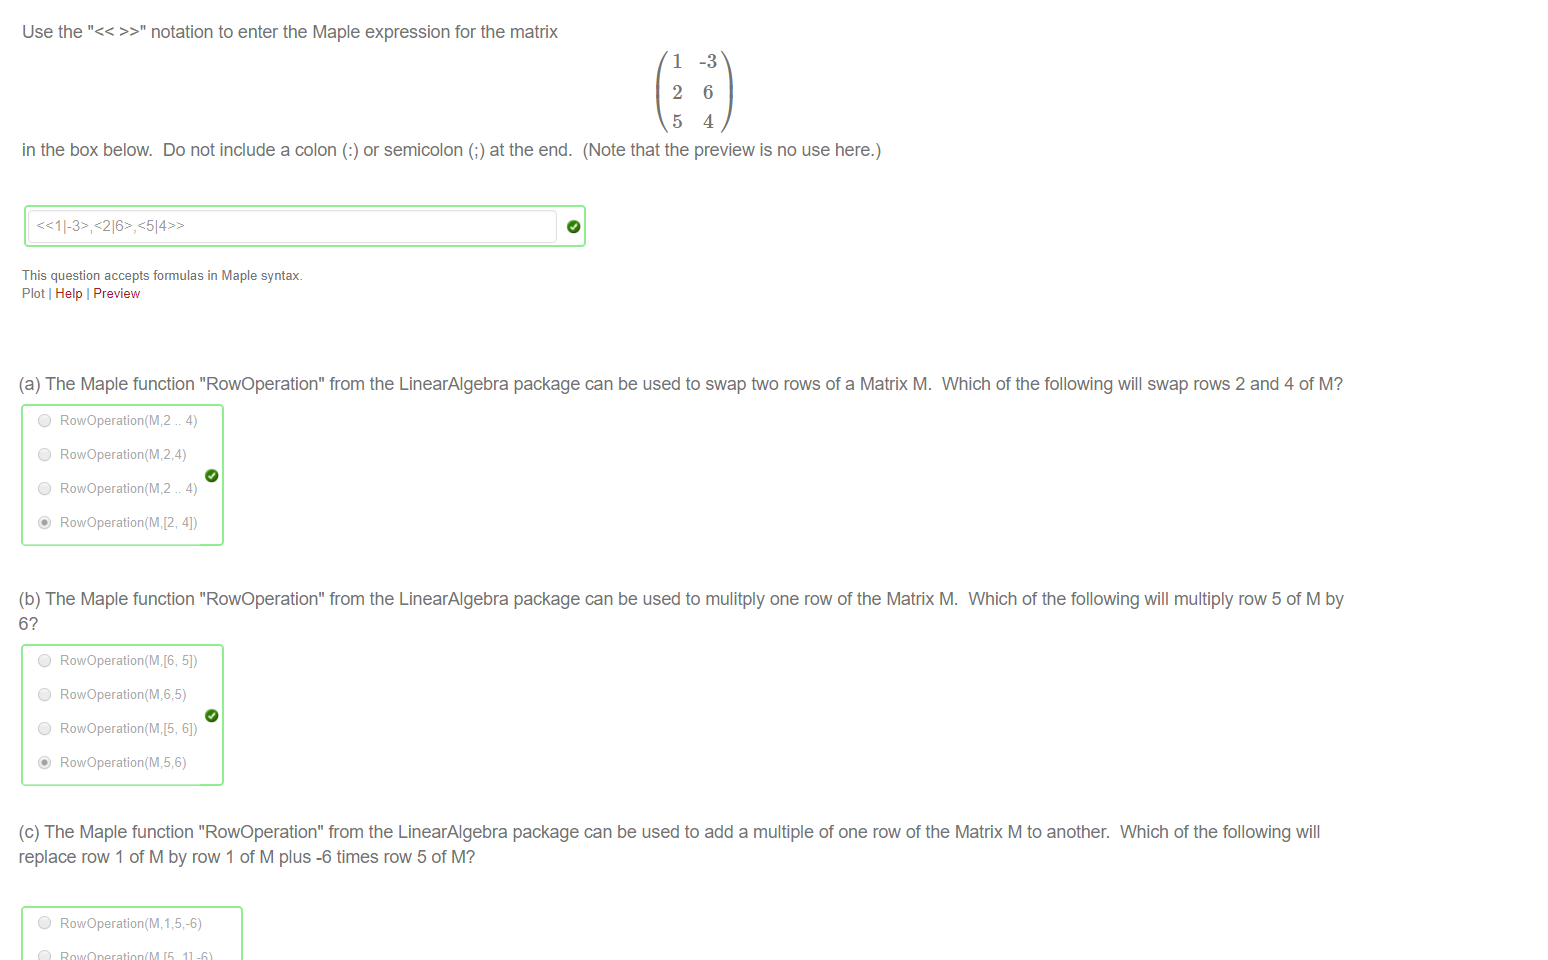 Use the "<< >>" notation to enter the Maple expression for the matrix
1 -3
2 6
5 4
in the box below. Do not include a colon (:) or semicolon (;) at the end. (Note that the preview is no use here.)
<<1|-3>,<2|6>,<5|4>>
This question accepts formulas in Maple syntax.
Plot | Help | Preview
(a) The Maple function "RowOperation" from the LinearAlgebra package can be used to swap two rows of a Matrix M. Which of the following will swap rows 2 and 4 of M?
RowOperation(M,2 .. 4)
RowOperation(M,2,4)
RowOperation(M,2 .. 4)
RowOperation(M,[2, 4])
(b) The Maple function "RowOperation" from the LinearAlgebra package can be used to mulitply one row of the Matrix M. Which of the following will multiply row 5 of M by
6?
RowOperation(M,[6, 5])
RowOperation(M,6,5)
RowOperation(M,[5, 6])
RowOperation(M,5,6)
(c) The Maple function "RowOperation" from the LinearAlgebra package can be used to add a multiple of one row of the Matrix M to another. Which of the following will
replace row 1 of M by row 1 of M plus -6 times row 5 of M?
RowOperation(M,1,5,-6)
RowOperation(M,[5, 1],-6)